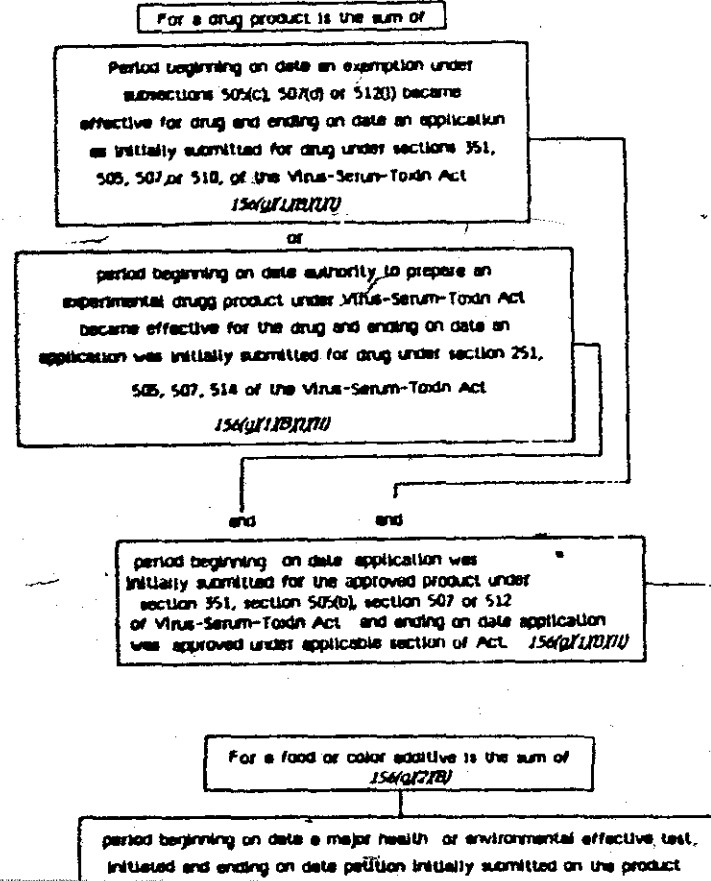 For a drug product is the sum of
Period beginning on date an exemption under
subsections 505(c), 507(d) or 512(j) became
effective for drug and ending on date an application
as initially submitted for drug under sections 351,
505, 507 or 510, of the Virus-Serum-Toxin Act
or
period beginning on date authority to prepare an
experimental drugg product under Virus-Serum-Toxin Act
became effective for the drug and ending on date an
application was initially submitted for drug under section 251,
505, 507, 514 of the Virus-Serum-Toxin Act
and and
period beginning on date application was
initially submitted for the approved product under
section 351, section 505(b), section 507 or 512
of Virus-Serum-Toxin Act and ending on date application
was approved under applicable section of Act.
For a food or color additive is the sum of
period beginning on date a major health or environmental effective test,
initiated and ending on date petition initially submitted on the product